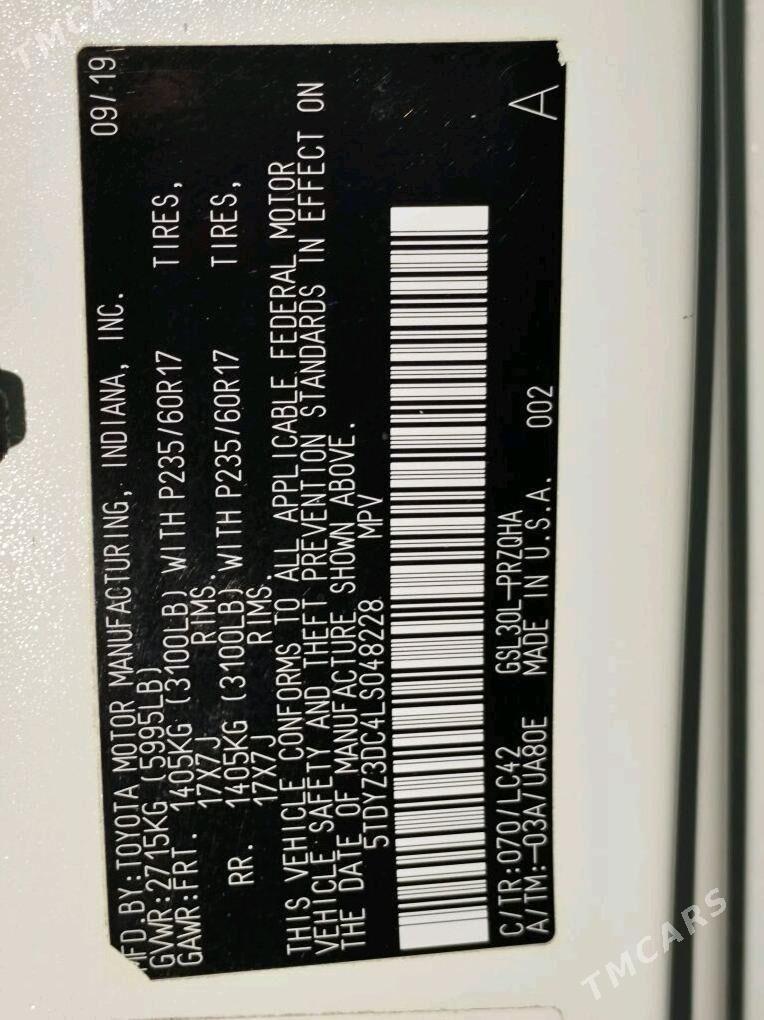 MFD.BY:TOYOTA MOTOR MANUFACTURING, INDIANA, INC. 09/19
GVWR:2715KG (5995LB)
GAWR:FRT. 1405KG (3100LB) WITH P235/60R17 TIRES,
17X7J RIMS.
RR. 1405KG (3100LB) WITH P235/60R17 TIRES,
17X7J RIMS.
THIS VEHICLE CONFORMS TO ALL APPLICABLE FEDERAL MOTOR
VEHICLE SAFETY AND THEFT PREVENTION STANDARDS IN EFFECT ON
THE DATE OF MANUFACTURE SHOWN ABOVE.
5TDYZ3DC4LS048228 MPV
A
C/TR:070/LC42 GSL30L-PRZQHA
A/TM:-03A/UA80E MADE IN U.S.A. 002
TMCARS
TMCARS